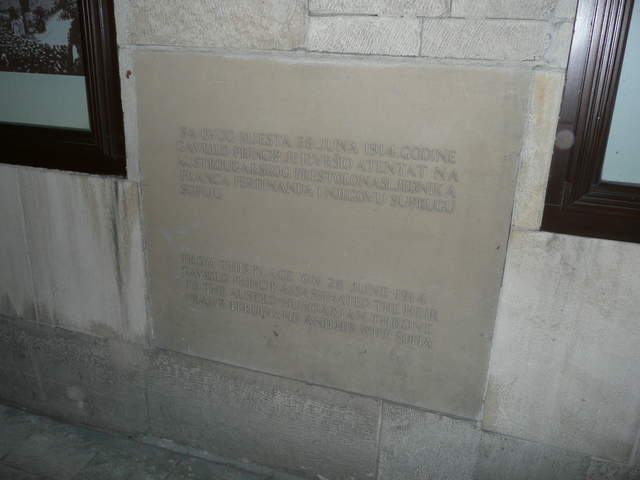 SA OVOG MJESTA 28. JUNA 1914. GODINE
GAVRILO PRINCIP JE IZVRŠIO ATENTAT NA
AUSTROUGARSKOG PRESTOLONASLJEDNIKA
FRANCA FERDINANDA I NJEGOVU SUPRUGU
SOFIJU
FROM THIS PLACE ON 28 JUNE 1914
GAVRILO PRINCIP ASSASSINATED THE HEIR
TO THE AUSTRO-HUNGARIAN THRONE
FRANZ FERDINAND AND HIS WIFE SOFIA